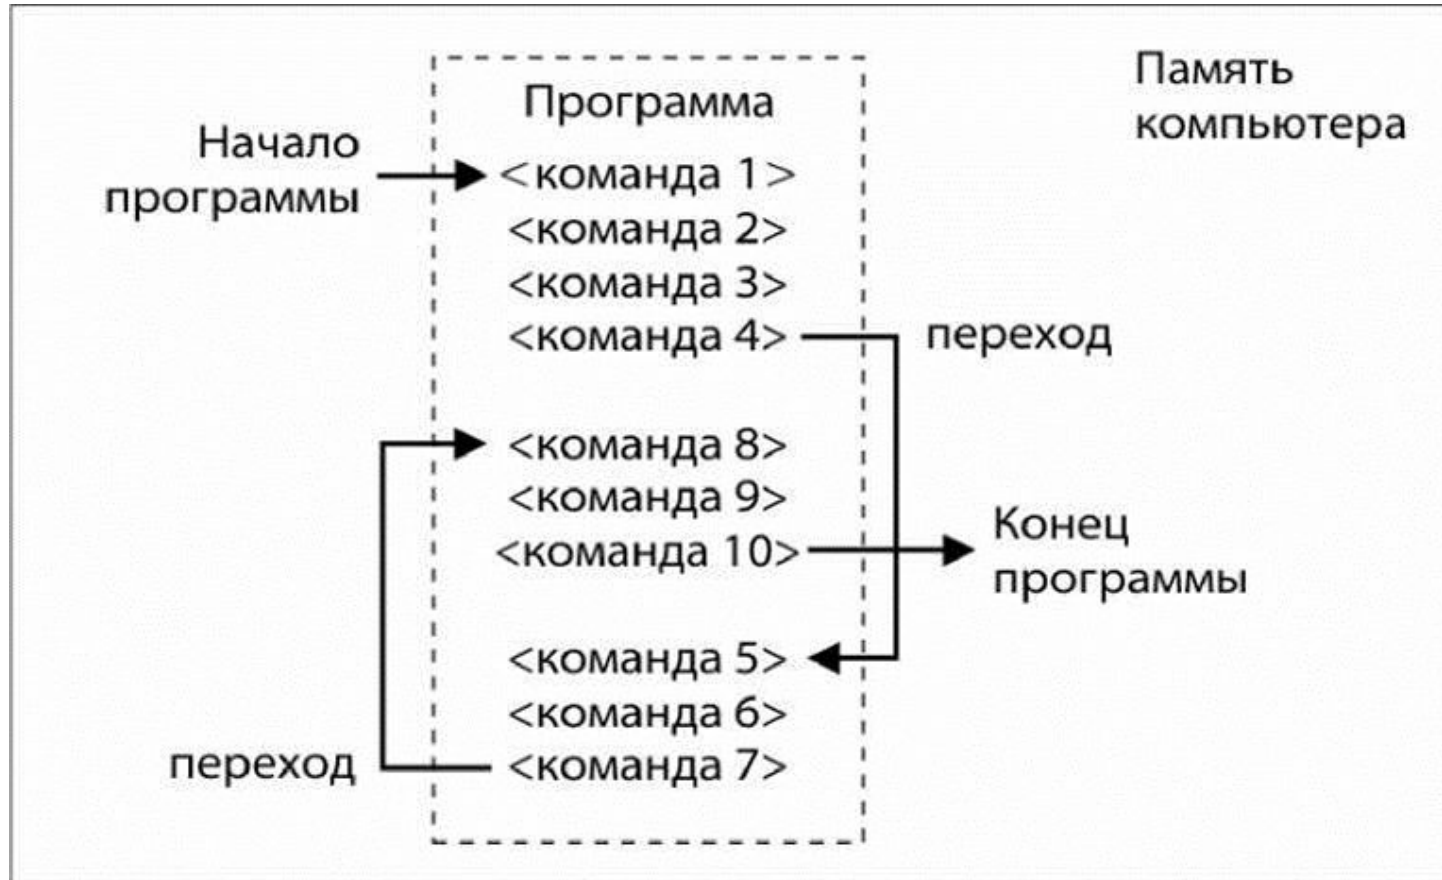 Память
компьютера
Программа
Начало
программы
<команда 1>
<команда 2>
<команда 3>
<команда 4>
переход
<команда 8>
<команда 9>
<команда 10>
Конец
программы
<команда 5>
<команда 6>
<команда 7>
переход